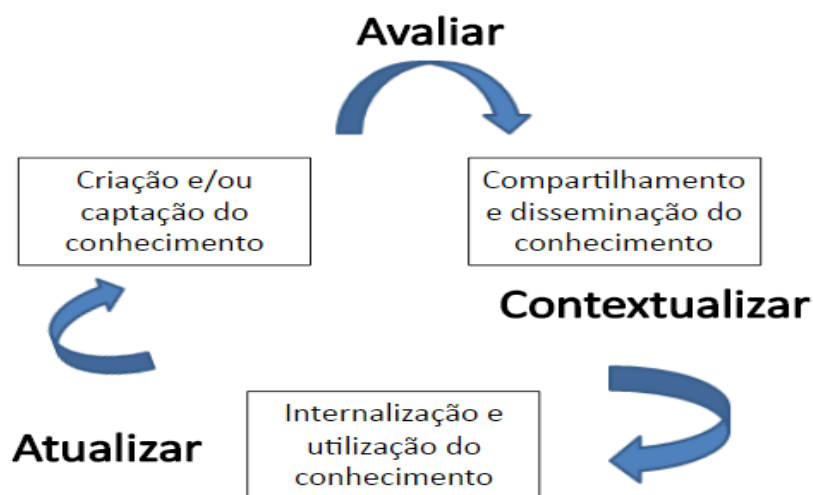 Avaliar
Criação e/ou
captação do
conhecimento
Compartilhamento
e disseminação do
conhecimento
Contextualizar
Internalização e
utilização do
conhecimento
Atualizar